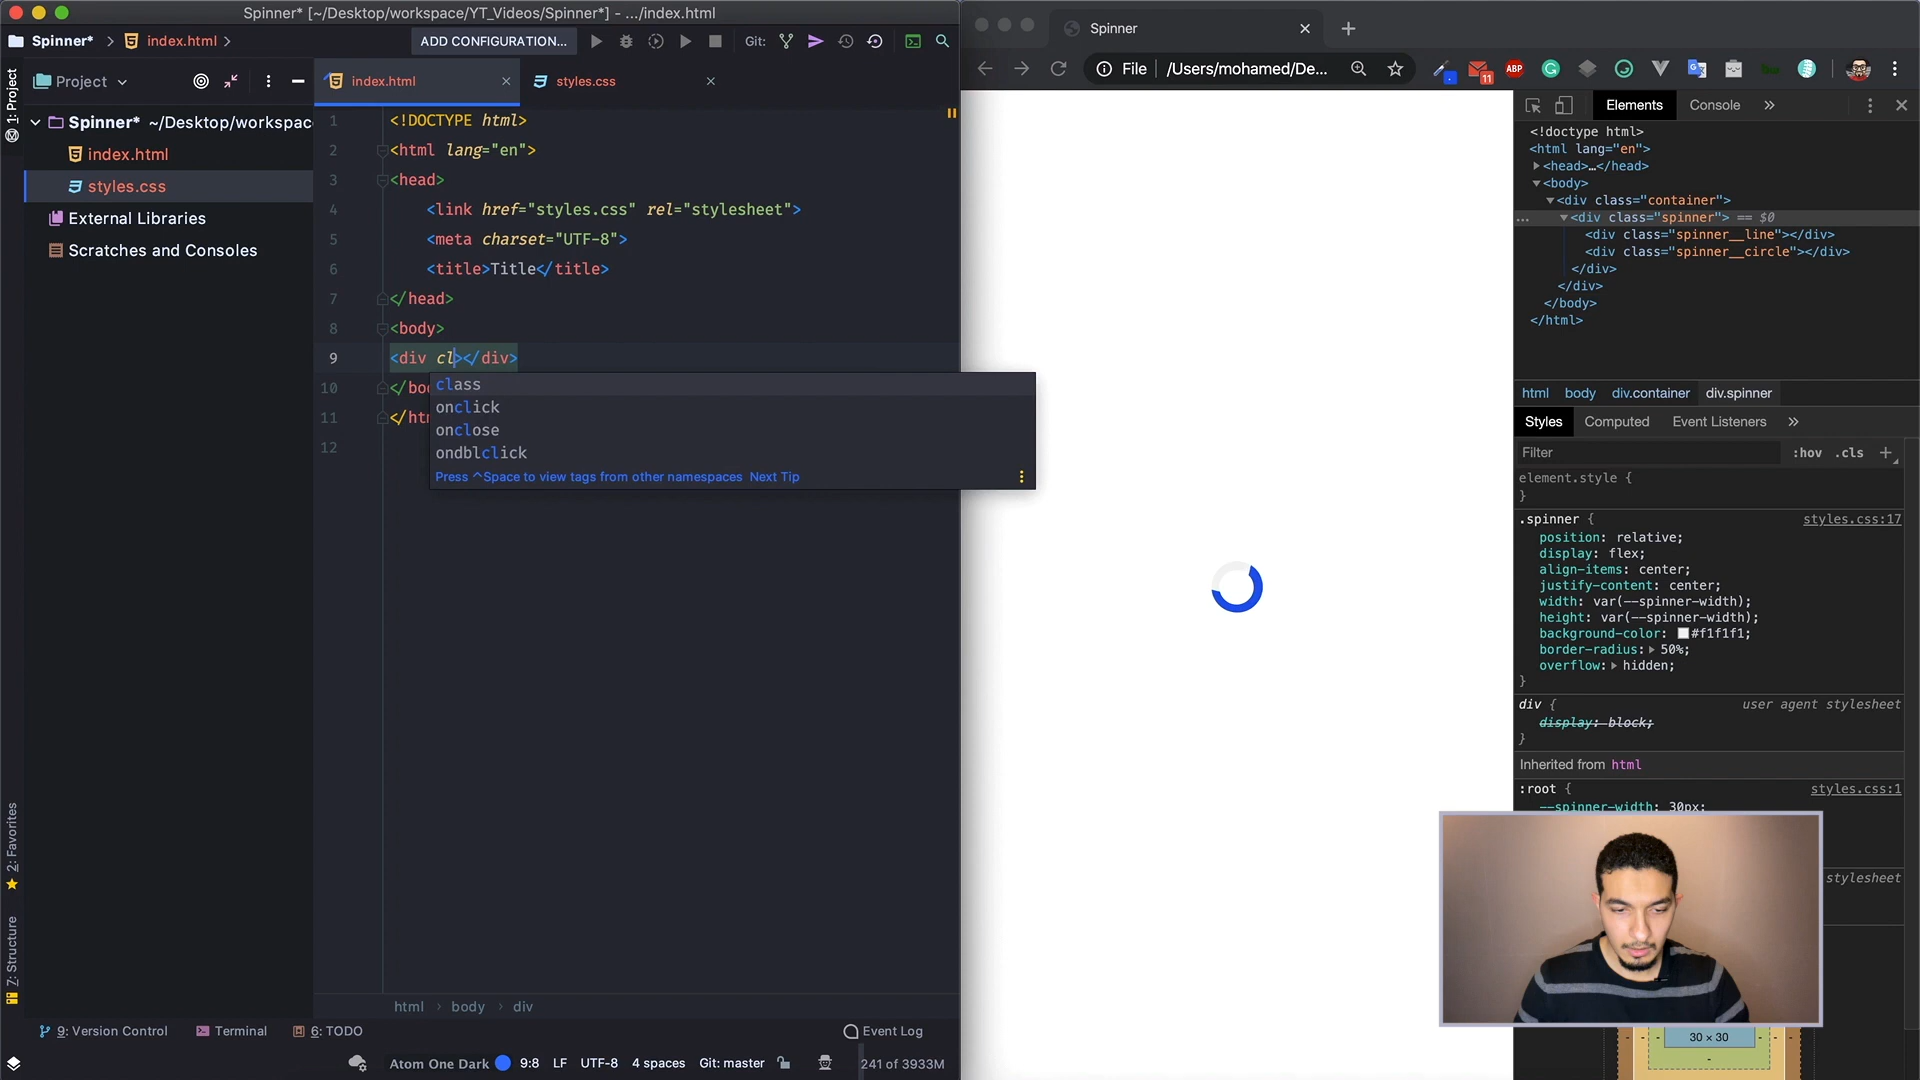 Spinner* [~/Desktop/workspace/YT_Videos/Spinner*] - .../index.html
Spinner*
index.html
ADD CONFIGURATION...
Git:
1: Project
Project
Spinner* ~/Desktop/workspac
index.html
styles.css
External Libraries
Scratches and Consoles
2: Favorites
7: Structure
index.html
styles.css
1 <!DOCTYPE html>
2 <html lang="en">
3 <head>
4 <link href="styles.css" rel="stylesheet">
5 <meta charset="UTF-8">
6 <title>Title</title>
7 </head>
8 <body>
9 <div cl></div>
10 </bo
11 </ht
12
class
onclick
onclose
ondblclick
Press ^Space to view tags from other namespaces Next Tip
html
body
div
9: Version Control
Terminal
6: TODO
Event Log
Atom One Dark
9:8
LF
UTF-8
4 spaces
Git: master
241 of 3933M
Spinner
File
/Users/mohamed/De...
11
ABP
Elements
Console
<!doctype html>
<html lang="en">
<head>…</head>
<body>
<div class="container">
... <div class="spinner"> == $0
<div class="spinner__line"></div>
<div class="spinner__circle"></div>
</div>
</div>
</body>
</html>
html
body
div.container
div.spinner
Styles
Computed
Event Listeners
Filter
:hov
.cls
element.style {
}
.spinner {
styles.css:17
position: relative;
display: flex;
align-items: center;
justify-content: center;
width: var(--spinner-width);
height: var(--spinner-width);
background-color: #f1f1f1;
border-radius: 50%;
overflow: hidden;
}
div {
user agent stylesheet
display: block;
}
Inherited from html
:root {
styles.css:1
--spinner-width: 30px;
stylesheet
30 × 30